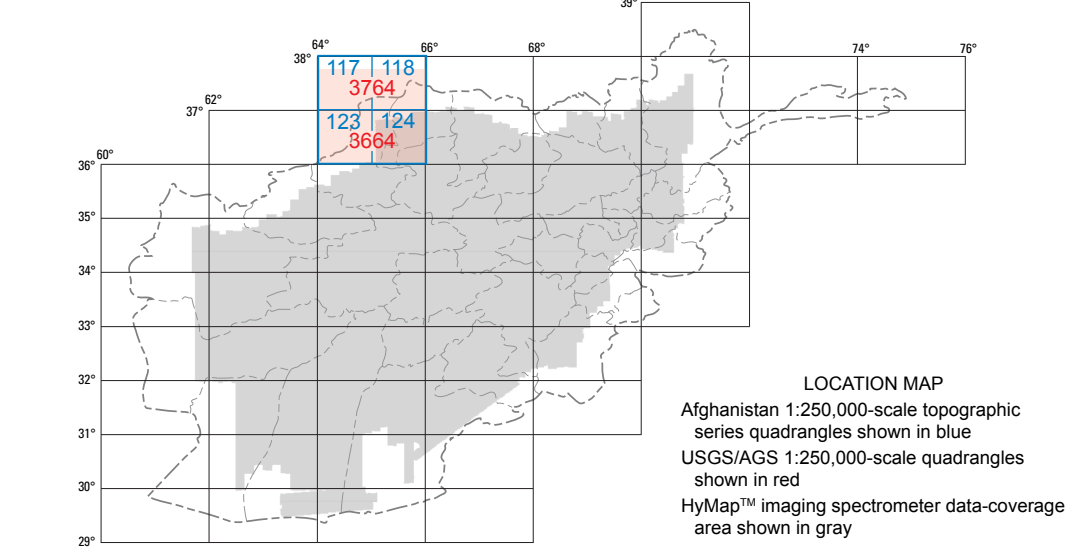 39°
64° 66° 68° 74° 76°
38° 117 118
3764
62°
37°
123 124
3664
60°
36°
35°
34°
33°
32°
31°
30°
29°
LOCATION MAP
Afghanistan 1:250,000-scale topographic
series quadrangles shown in blue
USGS/AGS 1:250,000-scale quadrangles
shown in red
HyMap™ imaging spectrometer data-coverage
area shown in gray